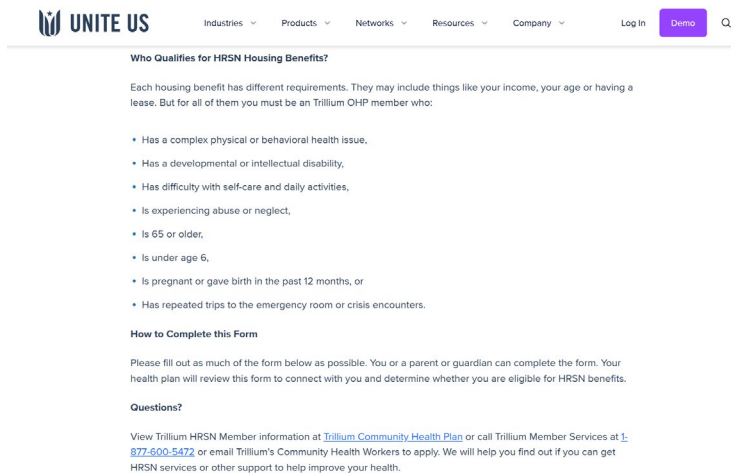 UNITE US
Industries Products Networks Resources Company Log In Demo
Who Qualifies for HRSN Housing Benefits?
Each housing benefit has different requirements. They may include things like your income, your age or having a
lease. But for all of them you must be an Trillium OHP member who:
• Has a complex physical or behavioral health issue,
• Has a developmental or intellectual disability,
• Has difficulty with self-care and daily activities,
• Is experiencing abuse or neglect,
• Is 65 or older,
• Is under age 6,
• Is pregnant or gave birth in the past 12 months, or
• Has repeated trips to the emergency room or crisis encounters.
How to Complete this Form
Please fill out as much of the form below as possible. You or a parent or guardian can complete the form. Your
health plan will review this form to connect with you and determine whether you are eligible for HRSN benefits.
Questions?
View Trillium HRSN Member information at Trillium Community Health Plan or call Trillium Member Services at 1-
877-600-5472 or email Trillium's Community Health Workers to apply. We will help you find out if you can get
HRSN services or other support to help improve your health.